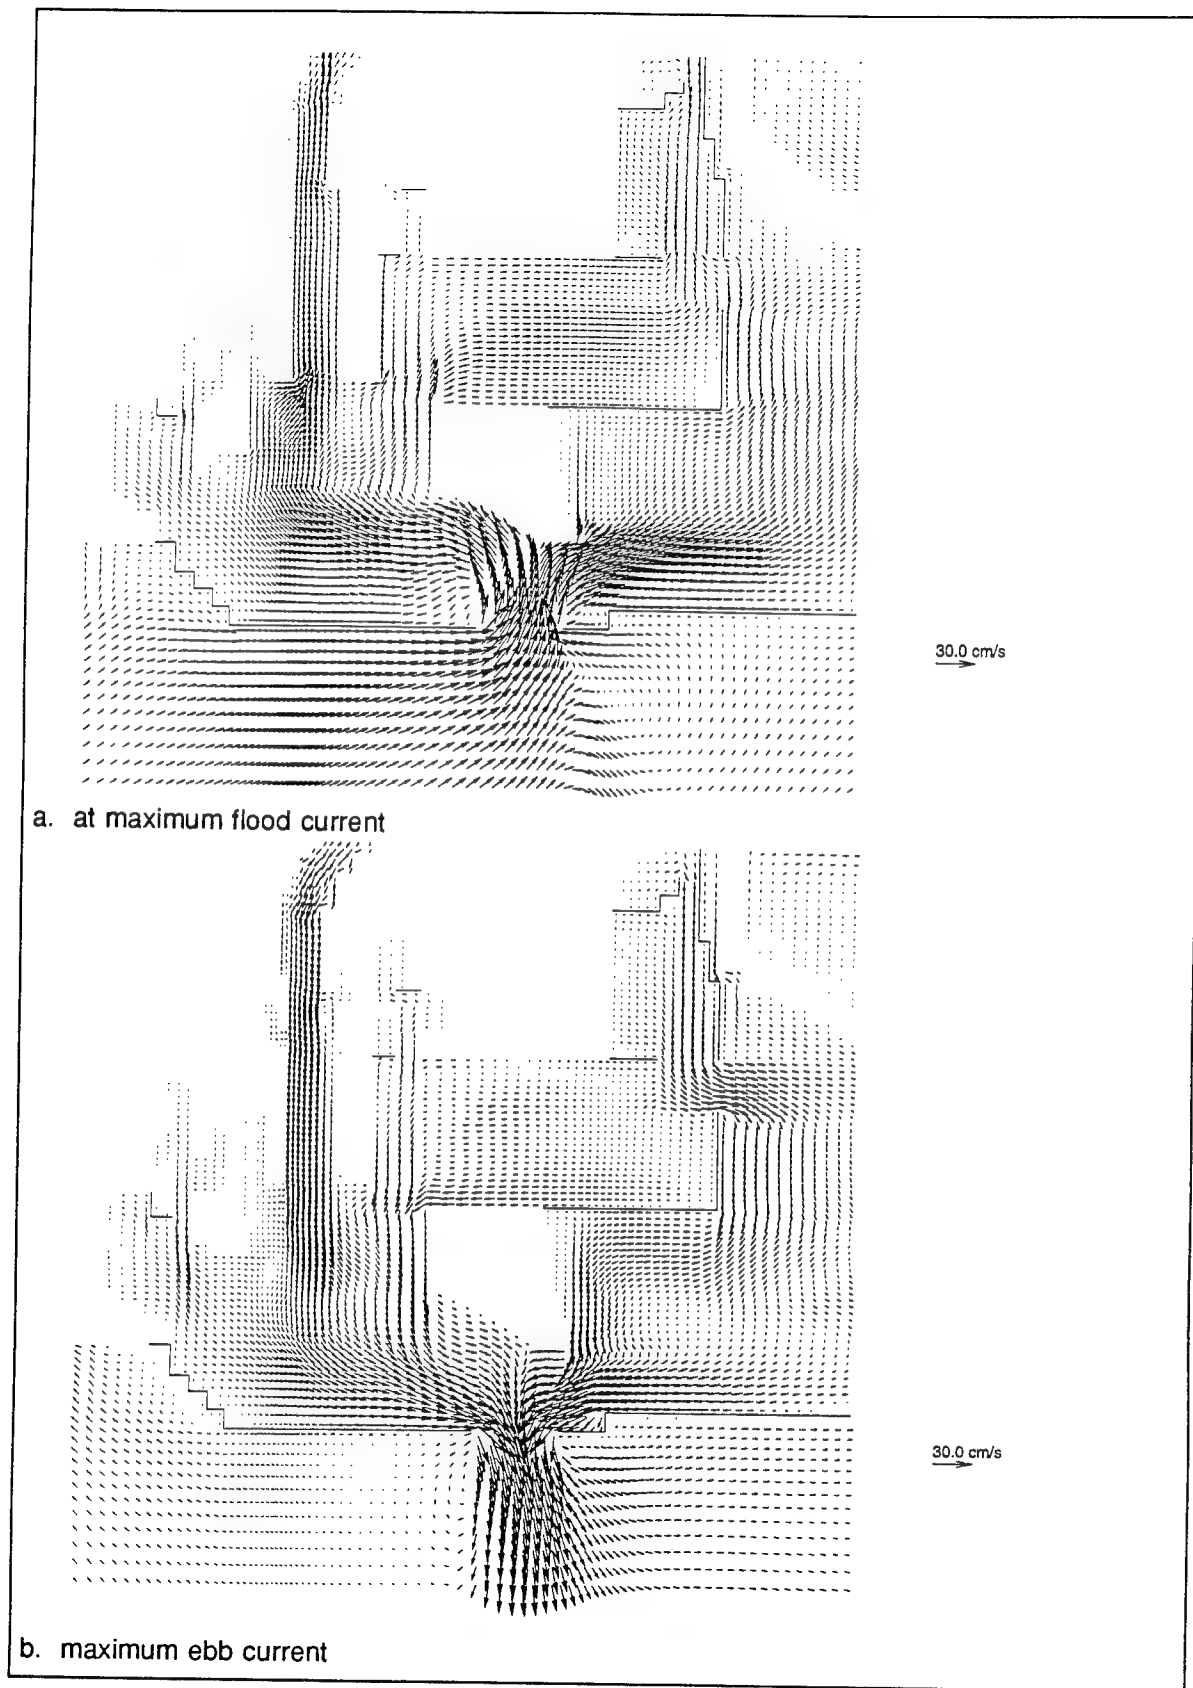 30.0 cm/s
a. at maximum flood current
30.0 cm/s
b. maximum ebb current